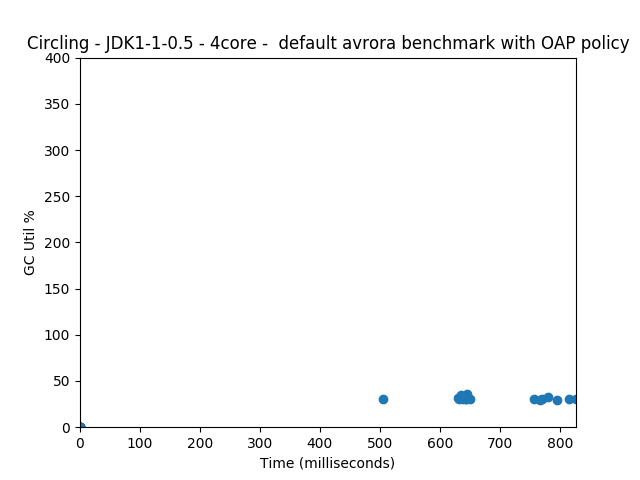 Circling - JDK1-1-0.5 - 4core -  default avrora benchmark with OAP policy
400
350
300
250
200
150
100
50
0
GC Util %
0 100 200 300 400 500 600 700 800
Time (milliseconds)